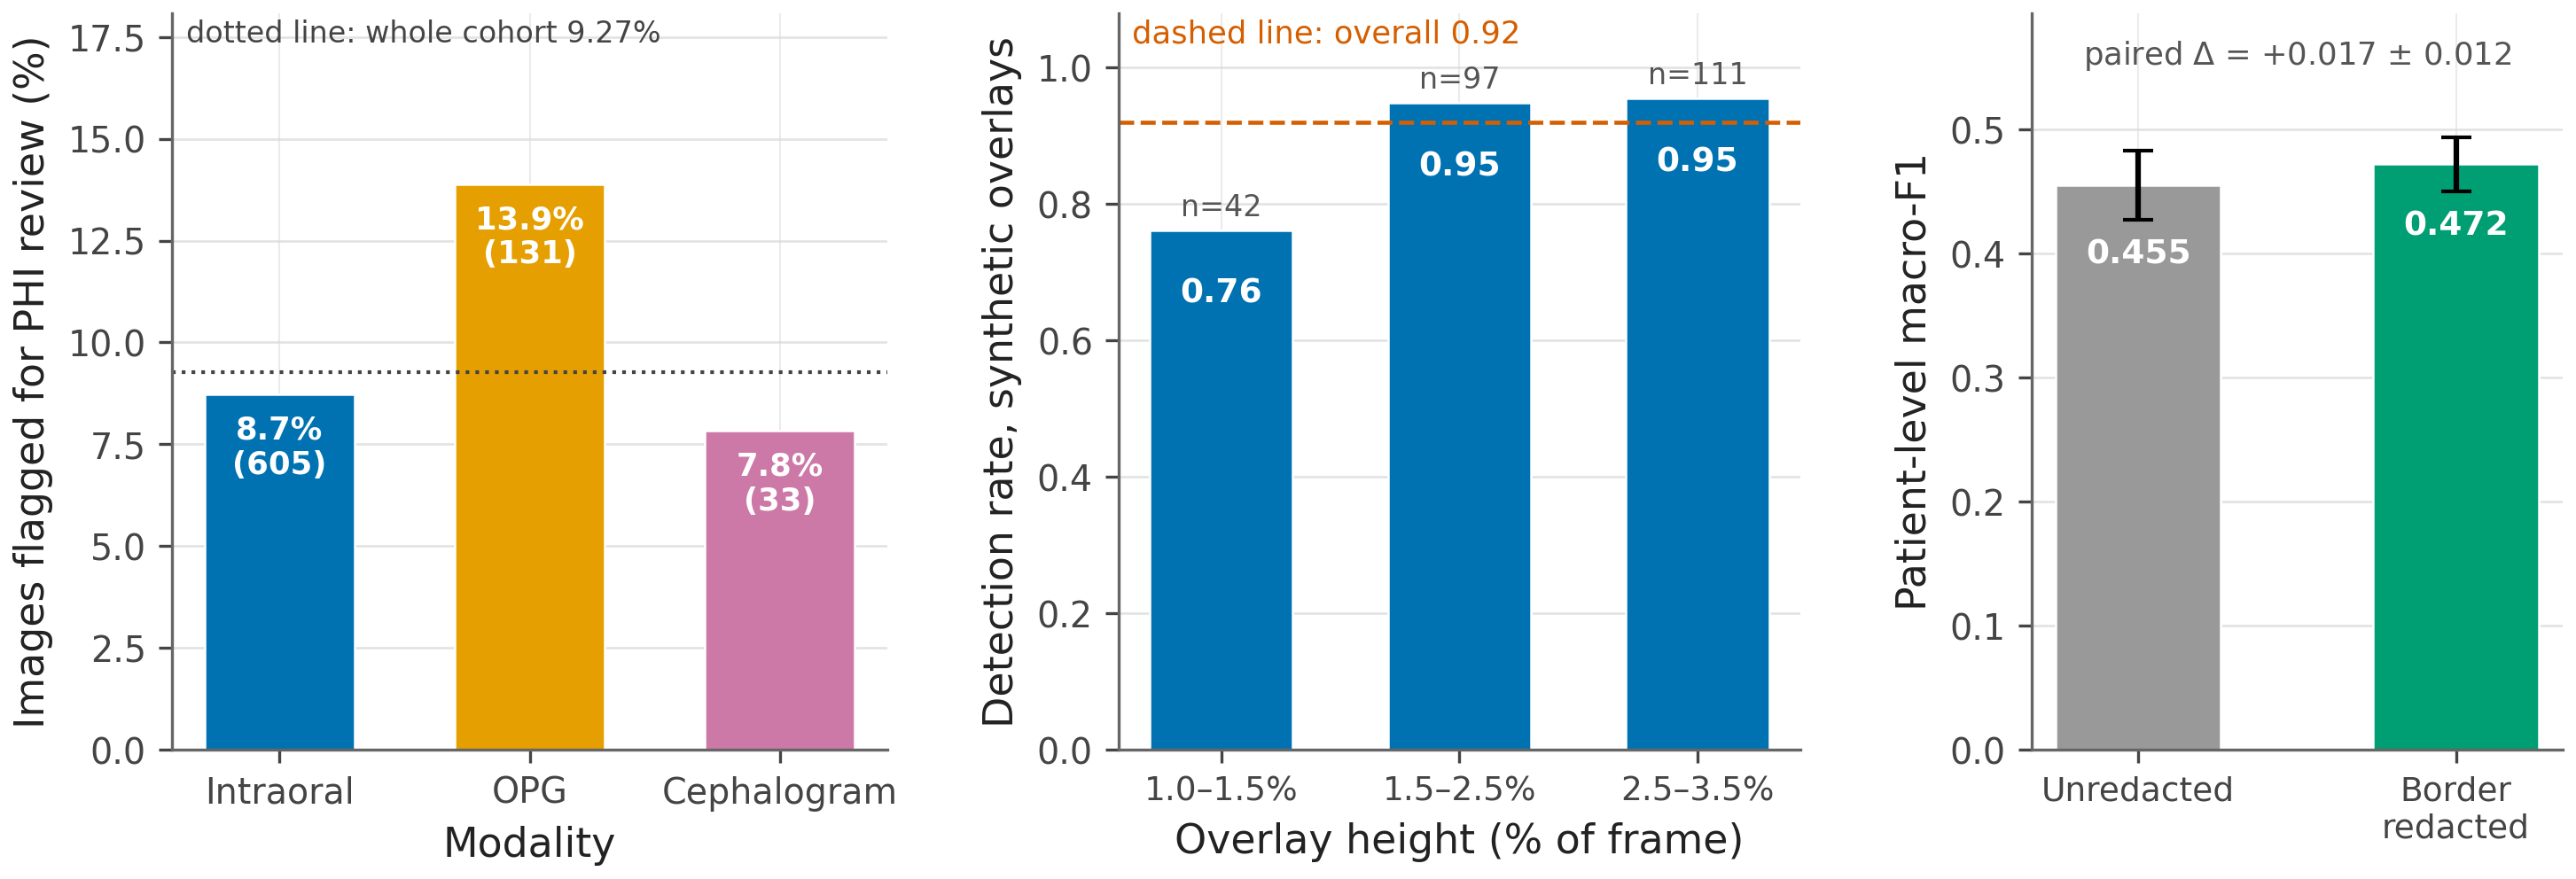 Images flagged for PHI review (%)
17.5
15.0
12.5
10.0
7.5
5.0
2.5
0.0
dotted line: whole cohort 9.27%
8.7%
(605)
13.9%
(131)
7.8%
(33)
Intraoral
OPG
Cephalogram
Modality
Detection rate, synthetic overlays
1.0
0.8
0.6
0.4
0.2
0.0
dashed line: overall 0.92
n=42
0.76
n=97
0.95
n=111
0.95
1.0–1.5%
1.5–2.5%
2.5–3.5%
Overlay height (% of frame)
Patient-level macro-F1
0.5
0.4
0.3
0.2
0.1
0.0
paired Δ = +0.017 ± 0.012
0.455
0.472
Unredacted
Border
redacted